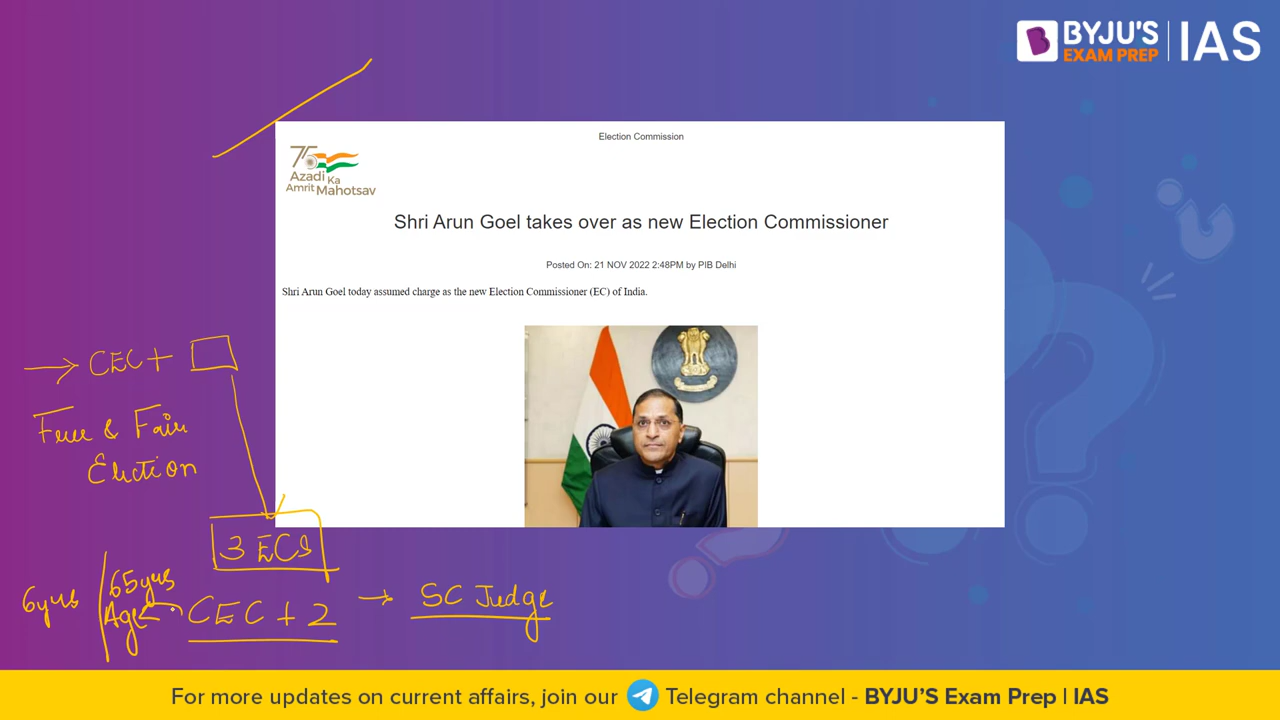 BYJU'S
EXAM PREP
IAS
Election Commission
75
Azadi Ka
Amrit Mahotsav
Shri Arun Goel takes over as new Election Commissioner
Posted On: 21 NOV 2022 2:48PM by PIB Delhi
Shri Arun Goel today assumed charge as the new Election Commissioner (EC) of India.
→ CEC +
Free & Fair
Election
3 ECs
6yrs / 65yrs
Age
CEC + 2 → SC Judge
For more updates on current affairs, join our Telegram channel - BYJU'S Exam Prep | IAS